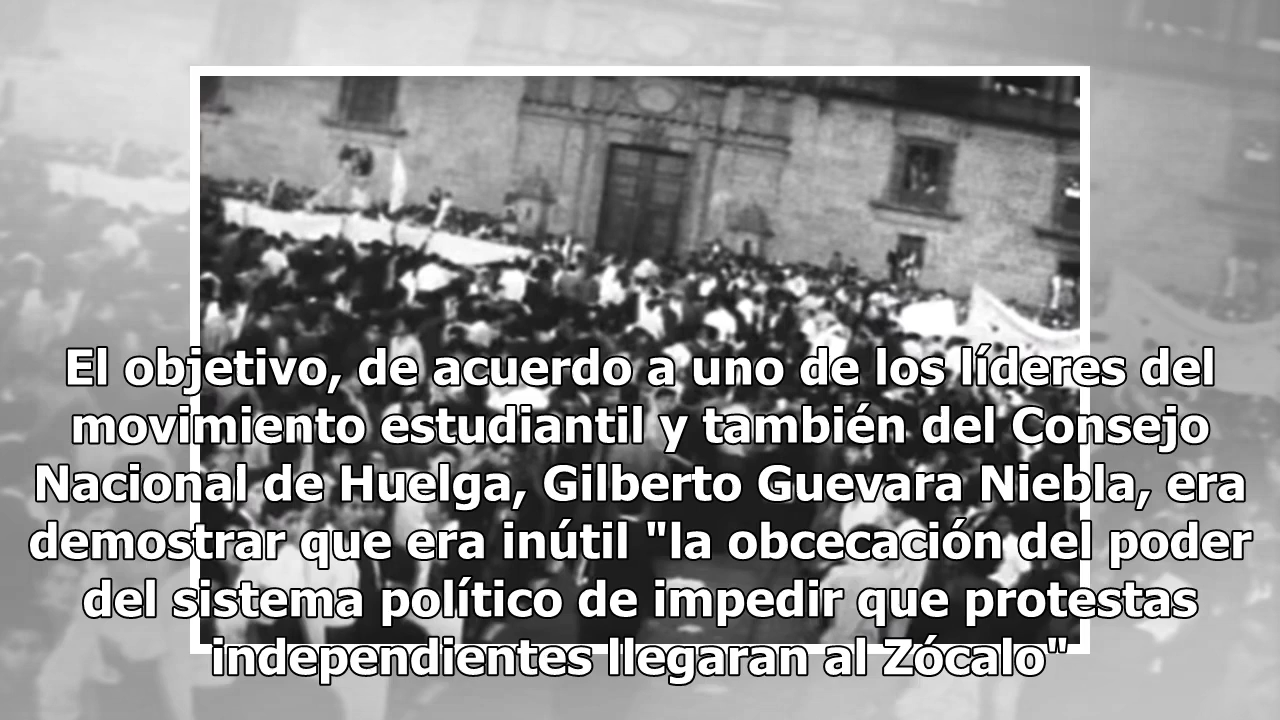 El objetivo, de acuerdo a uno de los líderes del
movimiento estudiantil y también del Consejo
Nacional de Huelga, Gilberto Guevara Niebla, era
demostrar que era inútil "la obcecación del poder
del sistema político de impedir que protestas
independientes llegaran al Zócalo"